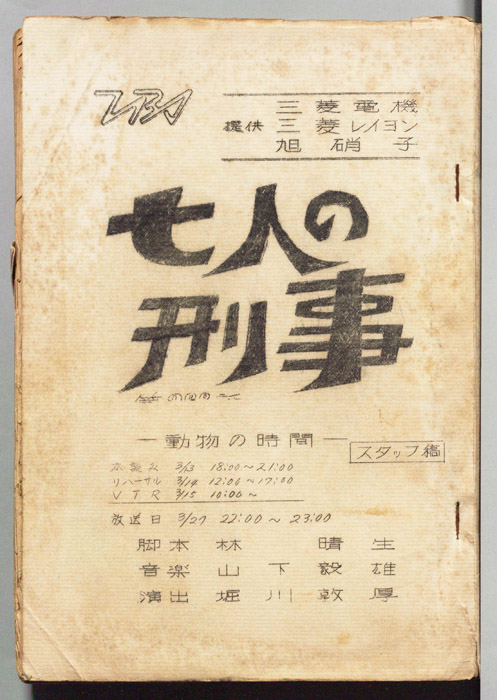 TBS
三菱電機
提供 三菱レイヨン
旭硝子
七人の
刑事
─動物の時間─
スタッフ稿
本読み 3/13 18:00～21:00
リハーサル 3/14 12:00～17:00
VTR 3/15 10:00～
放送日 3/27 22:00～23:00
脚本 林 晴生
音楽 山下毅雄
演出 堀川敦厚